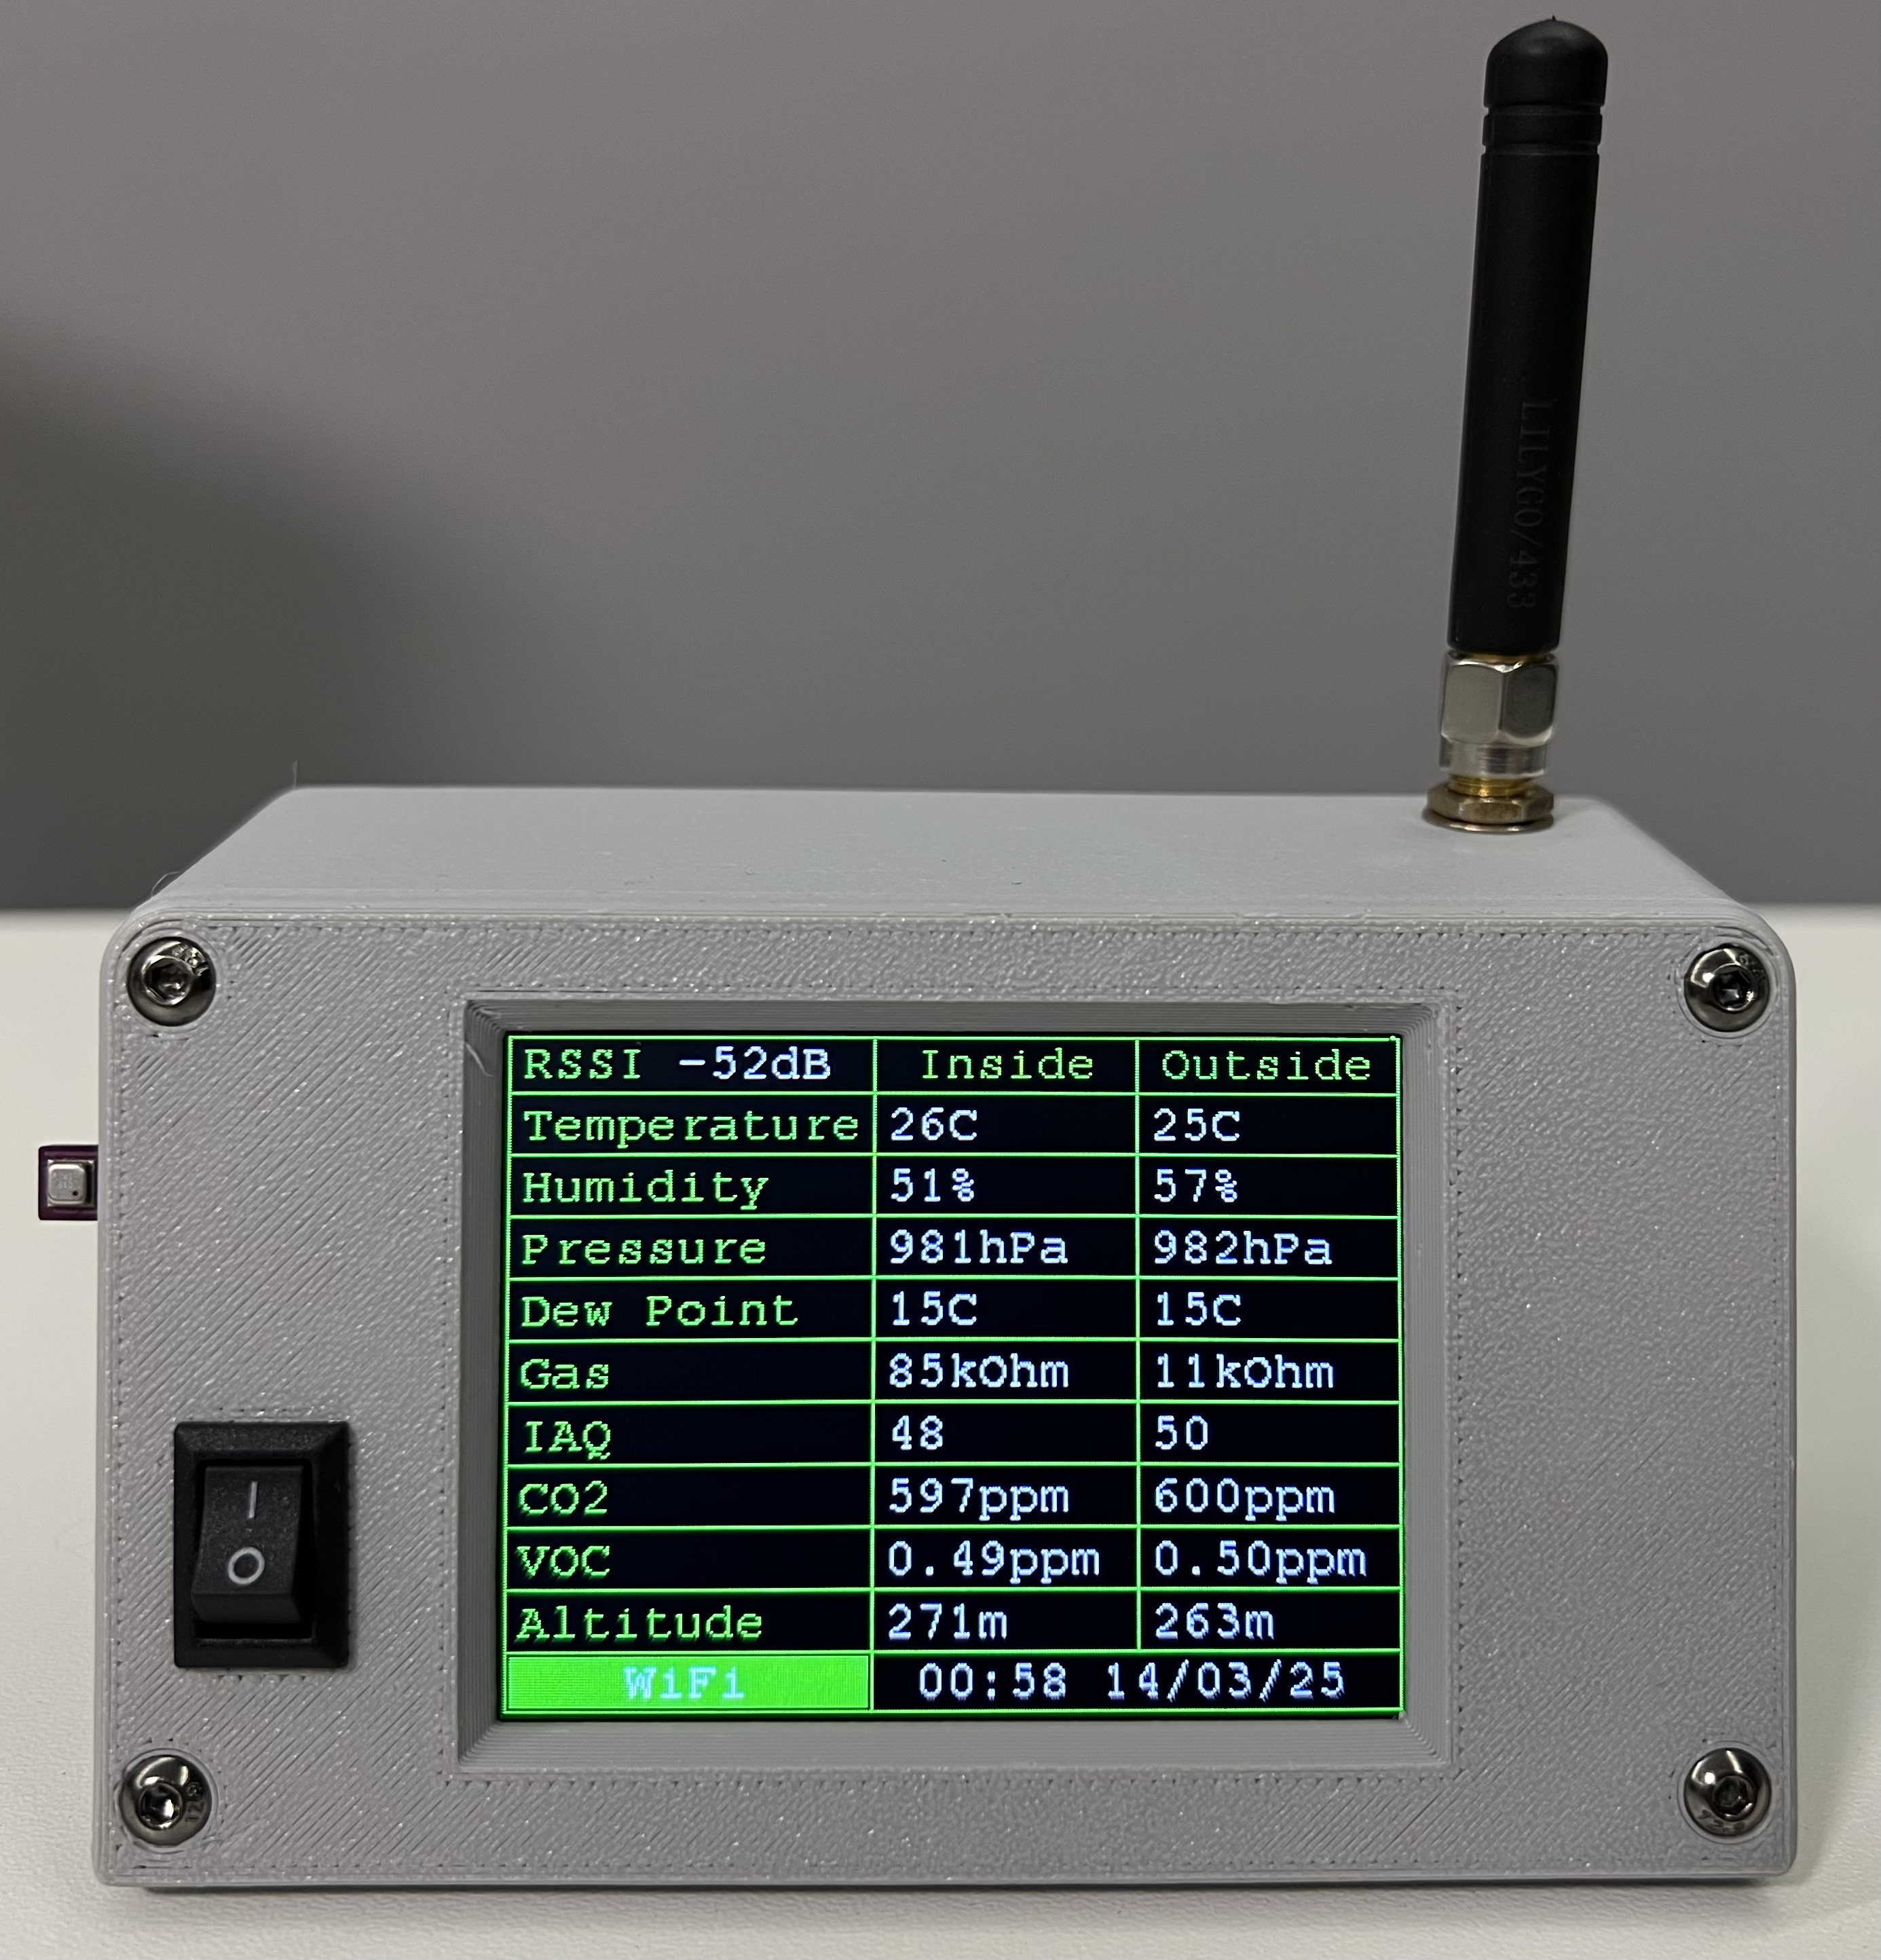 LILYGO/433
RSSI -52dB Inside Outside
Temperature 26C 25C
Humidity 51% 57%
Pressure 981hPa 982hPa
Dew Point 15C 15C
Gas 85kOhm 11kOhm
IAQ 48 50
CO2 597ppm 600ppm
VOC 0.49ppm 0.50ppm
Altitude 271m 263m
WiFi 00:58 14/03/25